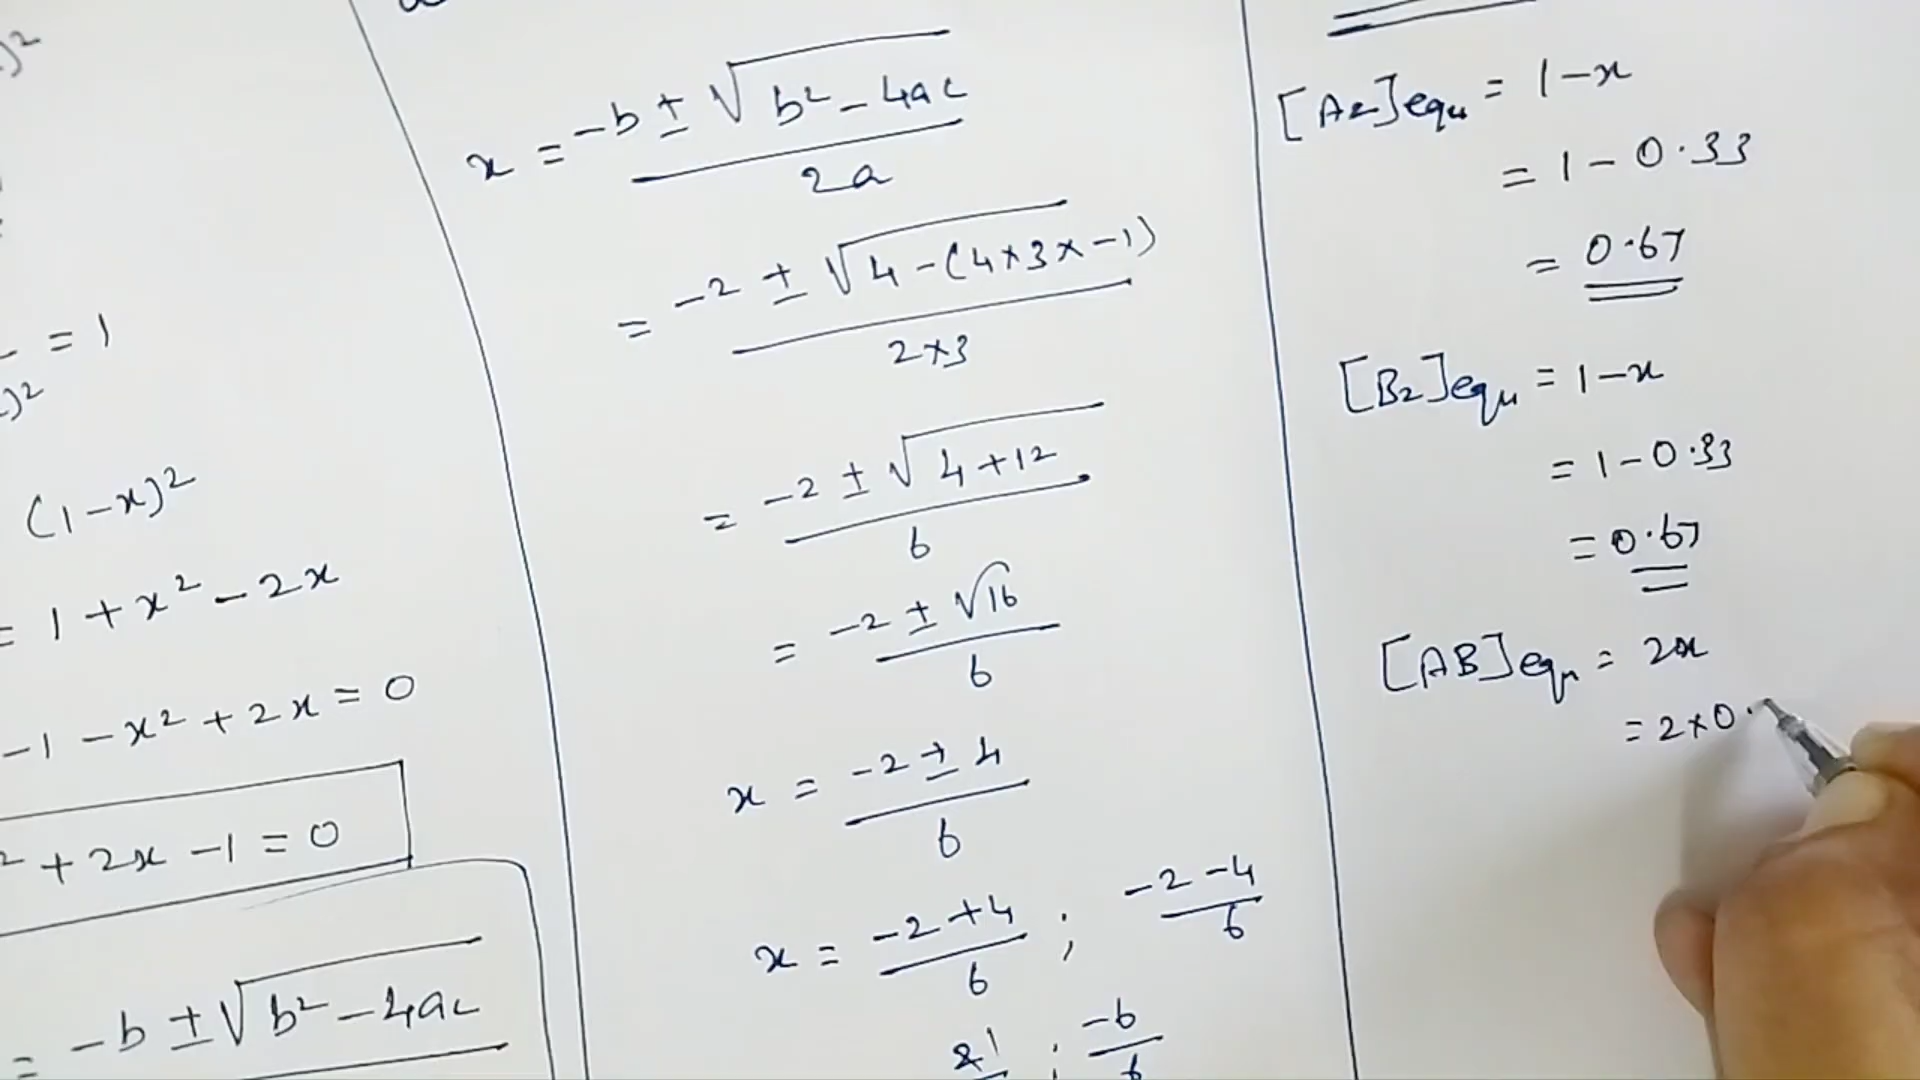 )²
= 1
)²
(1-x)²
= 1 + x² - 2x
-1 - x² + 2x = 0
² + 2x - 1 = 0
= -b ± √b² - 4ac
x = -b ± √b² - 4ac
2a
= -2 ± √4 - (4×3×-1)
2×3
= -2 ± √4+12
6
= -2 ± √16
6
x = -2 ± 4
6
x = -2+4 ; -2-4
6 6
2 1 ; -6
6
[A2]equ = 1-x
= 1 - 0.33
= 0.67
[B2]equ = 1-x
= 1-0.33
= 0.67
[AB]equ = 2x
= 2×0.